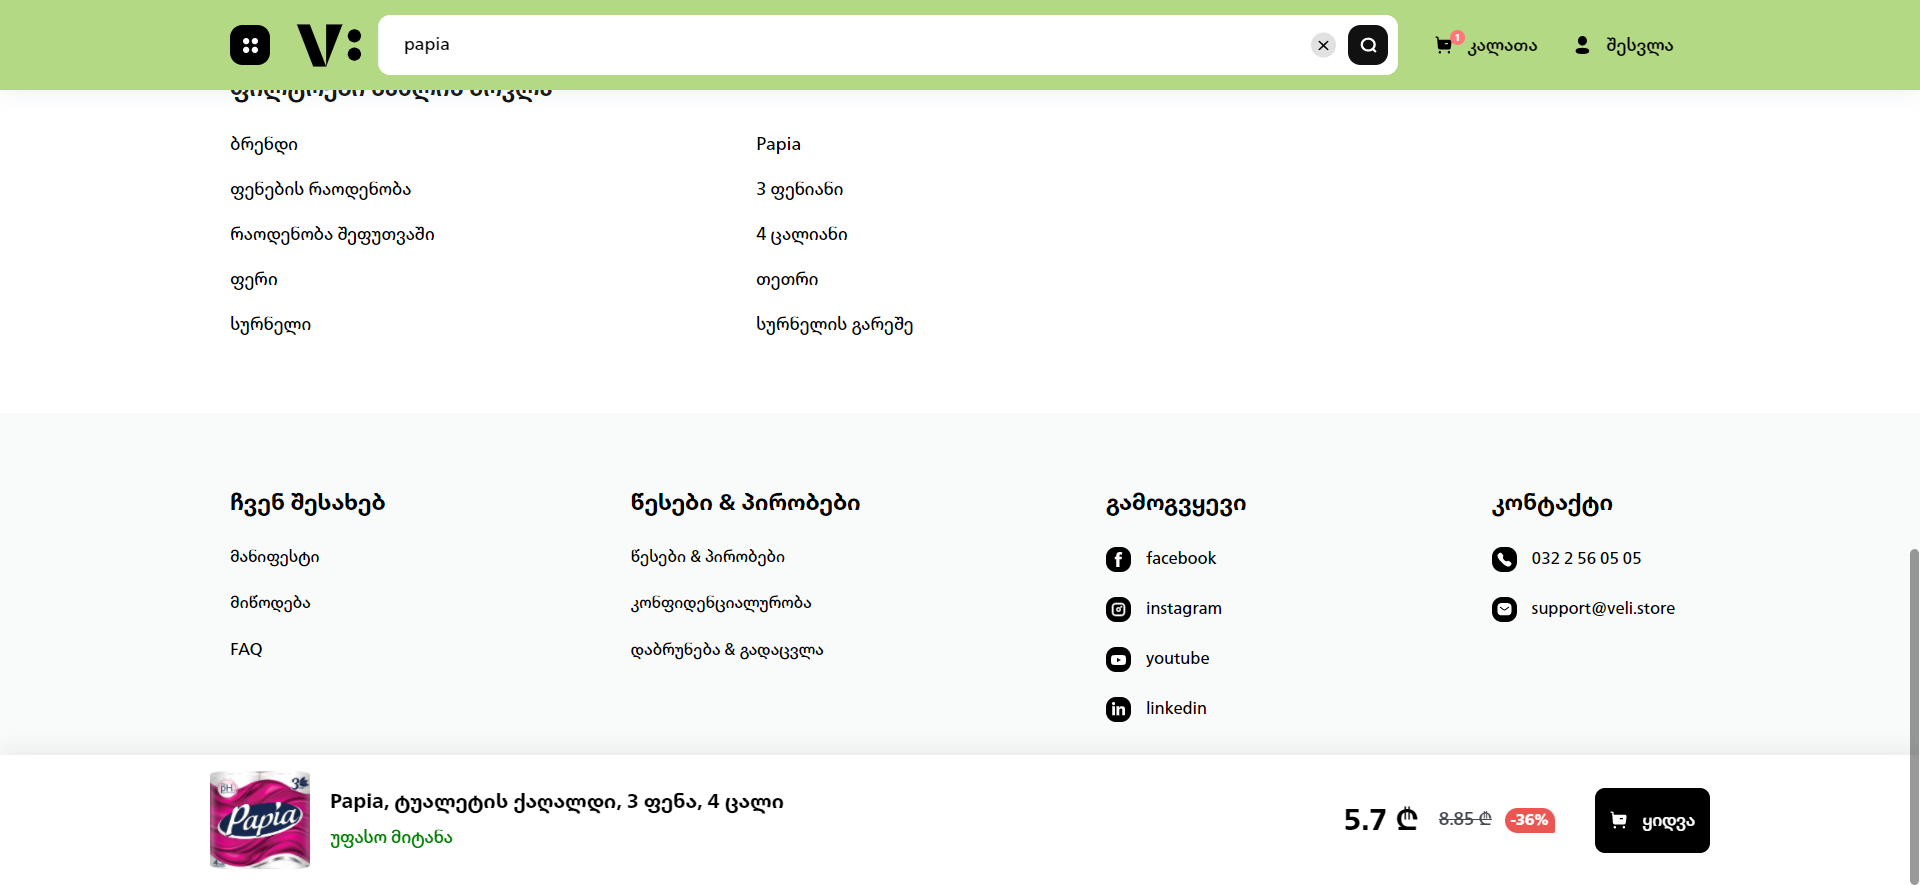 V:
papia
1
კალათა
შესვლა
ბრენდი
Papia
ფენების რაოდენობა
3 ფენიანი
რაოდენობა შეფუთვაში
4 ცალიანი
ფერი
თეთრი
სურნელი
სურნელის გარეშე
ჩვენ შესახებ
მანიფესტი
მიწოდება
FAQ
წესები & პირობები
წესები & პირობები
კონფიდენციალურობა
დაბრუნება & გადაცვლა
გამოგვყევი
facebook
instagram
youtube
linkedin
კონტაქტი
032 2 56 05 05
support@veli.store
pH
3
Papia
Papia, ტუალეტის ქაღალდი, 3 ფენა, 4 ცალი
უფასო მიტანა
5.7 ₾
8.85 ₾
-36%
ყიდვა